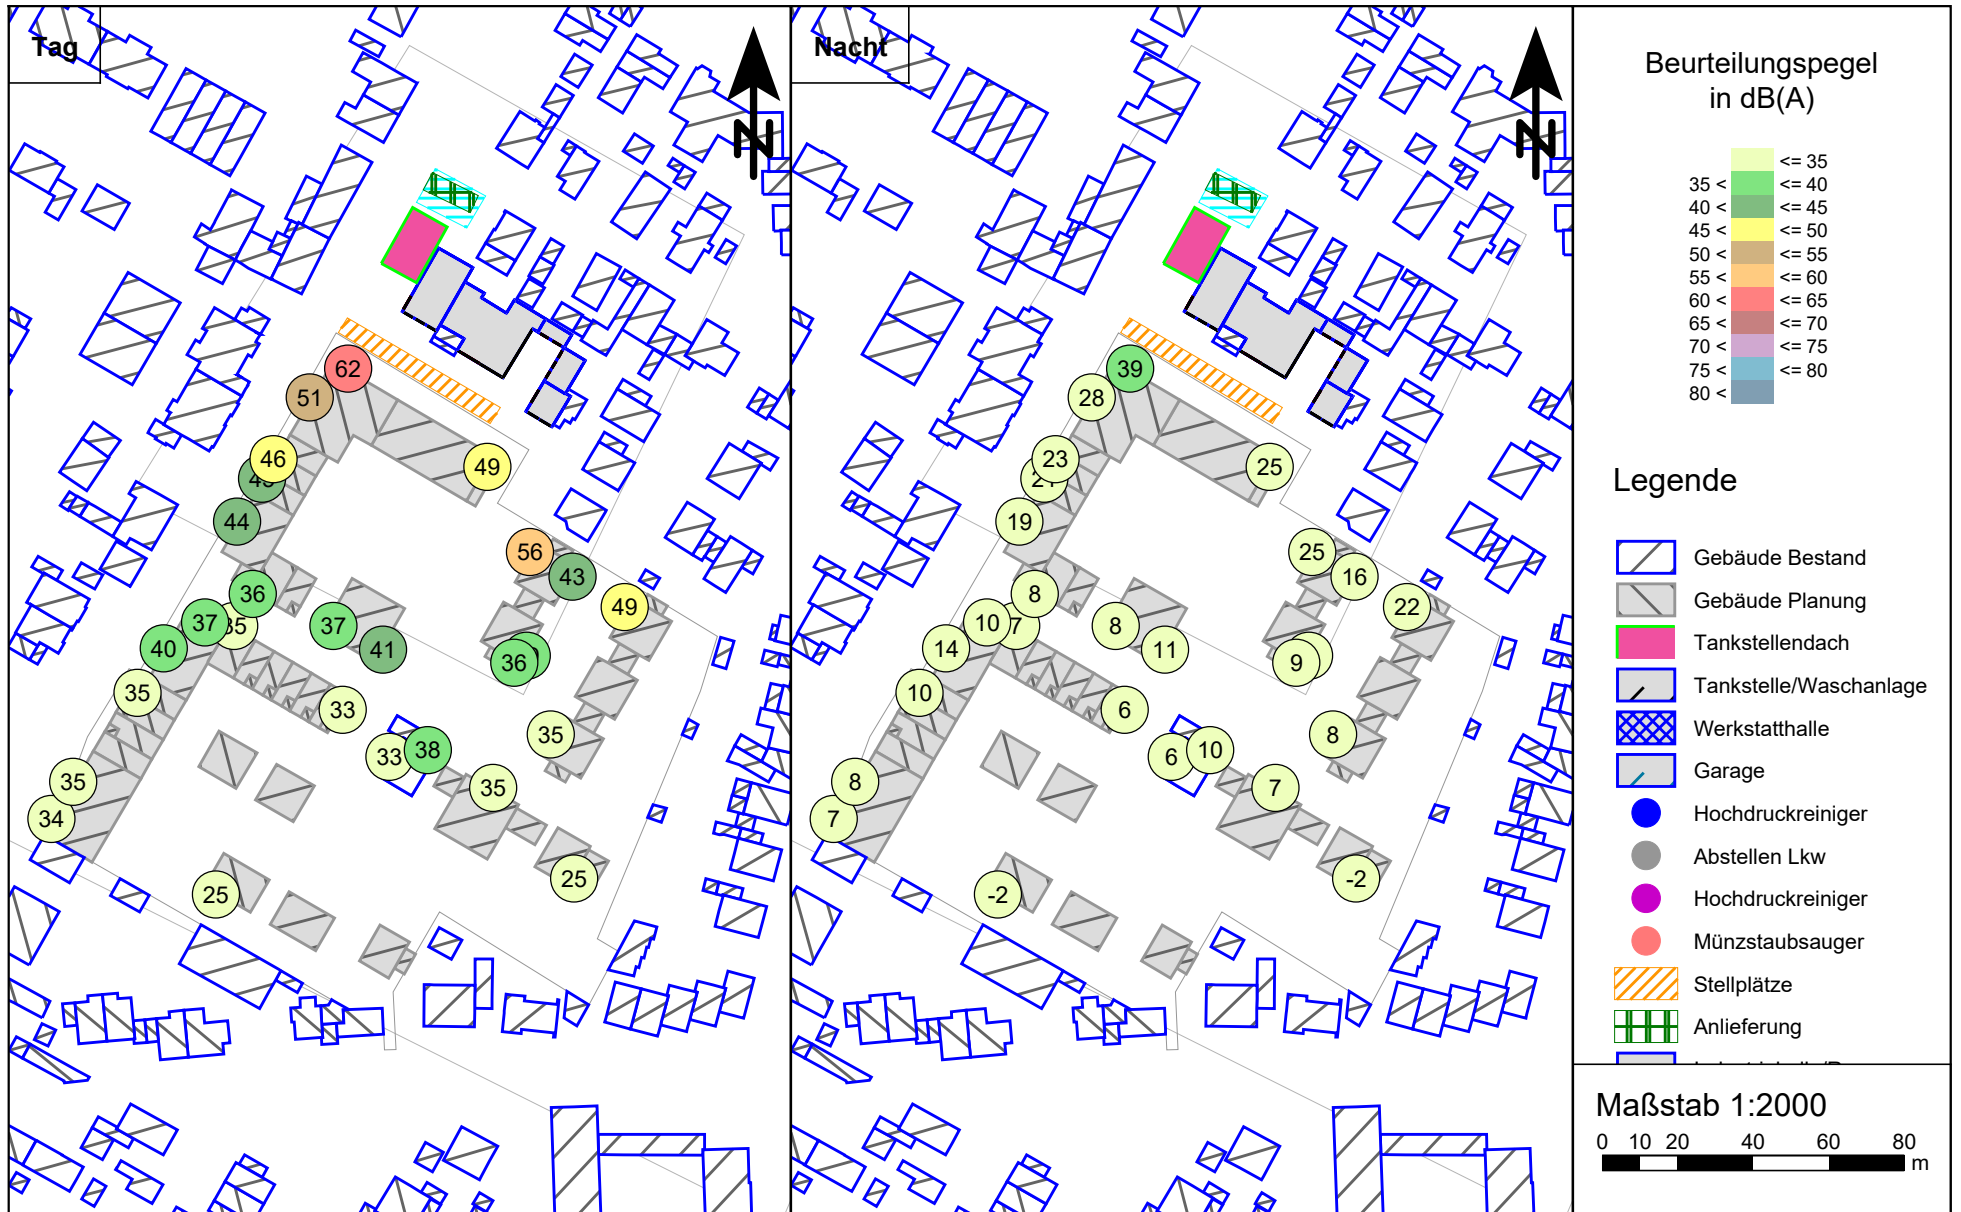 Tag
N
62
51
46
49
44
56
43
49
36
37
35
37
40
41
36
35
33
35
33
38
35
35
34
25
25
Nacht
N
39
28
23
25
19
25
16
22
8
10
7
8
14
11
9
10
6
8
6
10
8
7
7
-2
-2
Beurteilungspegel
in dB(A)
<= 35
35 < <= 40
40 < <= 45
45 < <= 50
50 < <= 55
55 < <= 60
60 < <= 65
65 < <= 70
70 < <= 75
75 < <= 80
80 <
Legende
Gebäude Bestand
Gebäude Planung
Tankstellendach
Tankstelle/Waschanlage
Werkstatthalle
Garage
Hochdruckreiniger
Abstellen Lkw
Hochdruckreiniger
Münzstaubsauger
Stellplätze
Anlieferung
Maßstab 1:2000
0 10 20 40 60 80
m